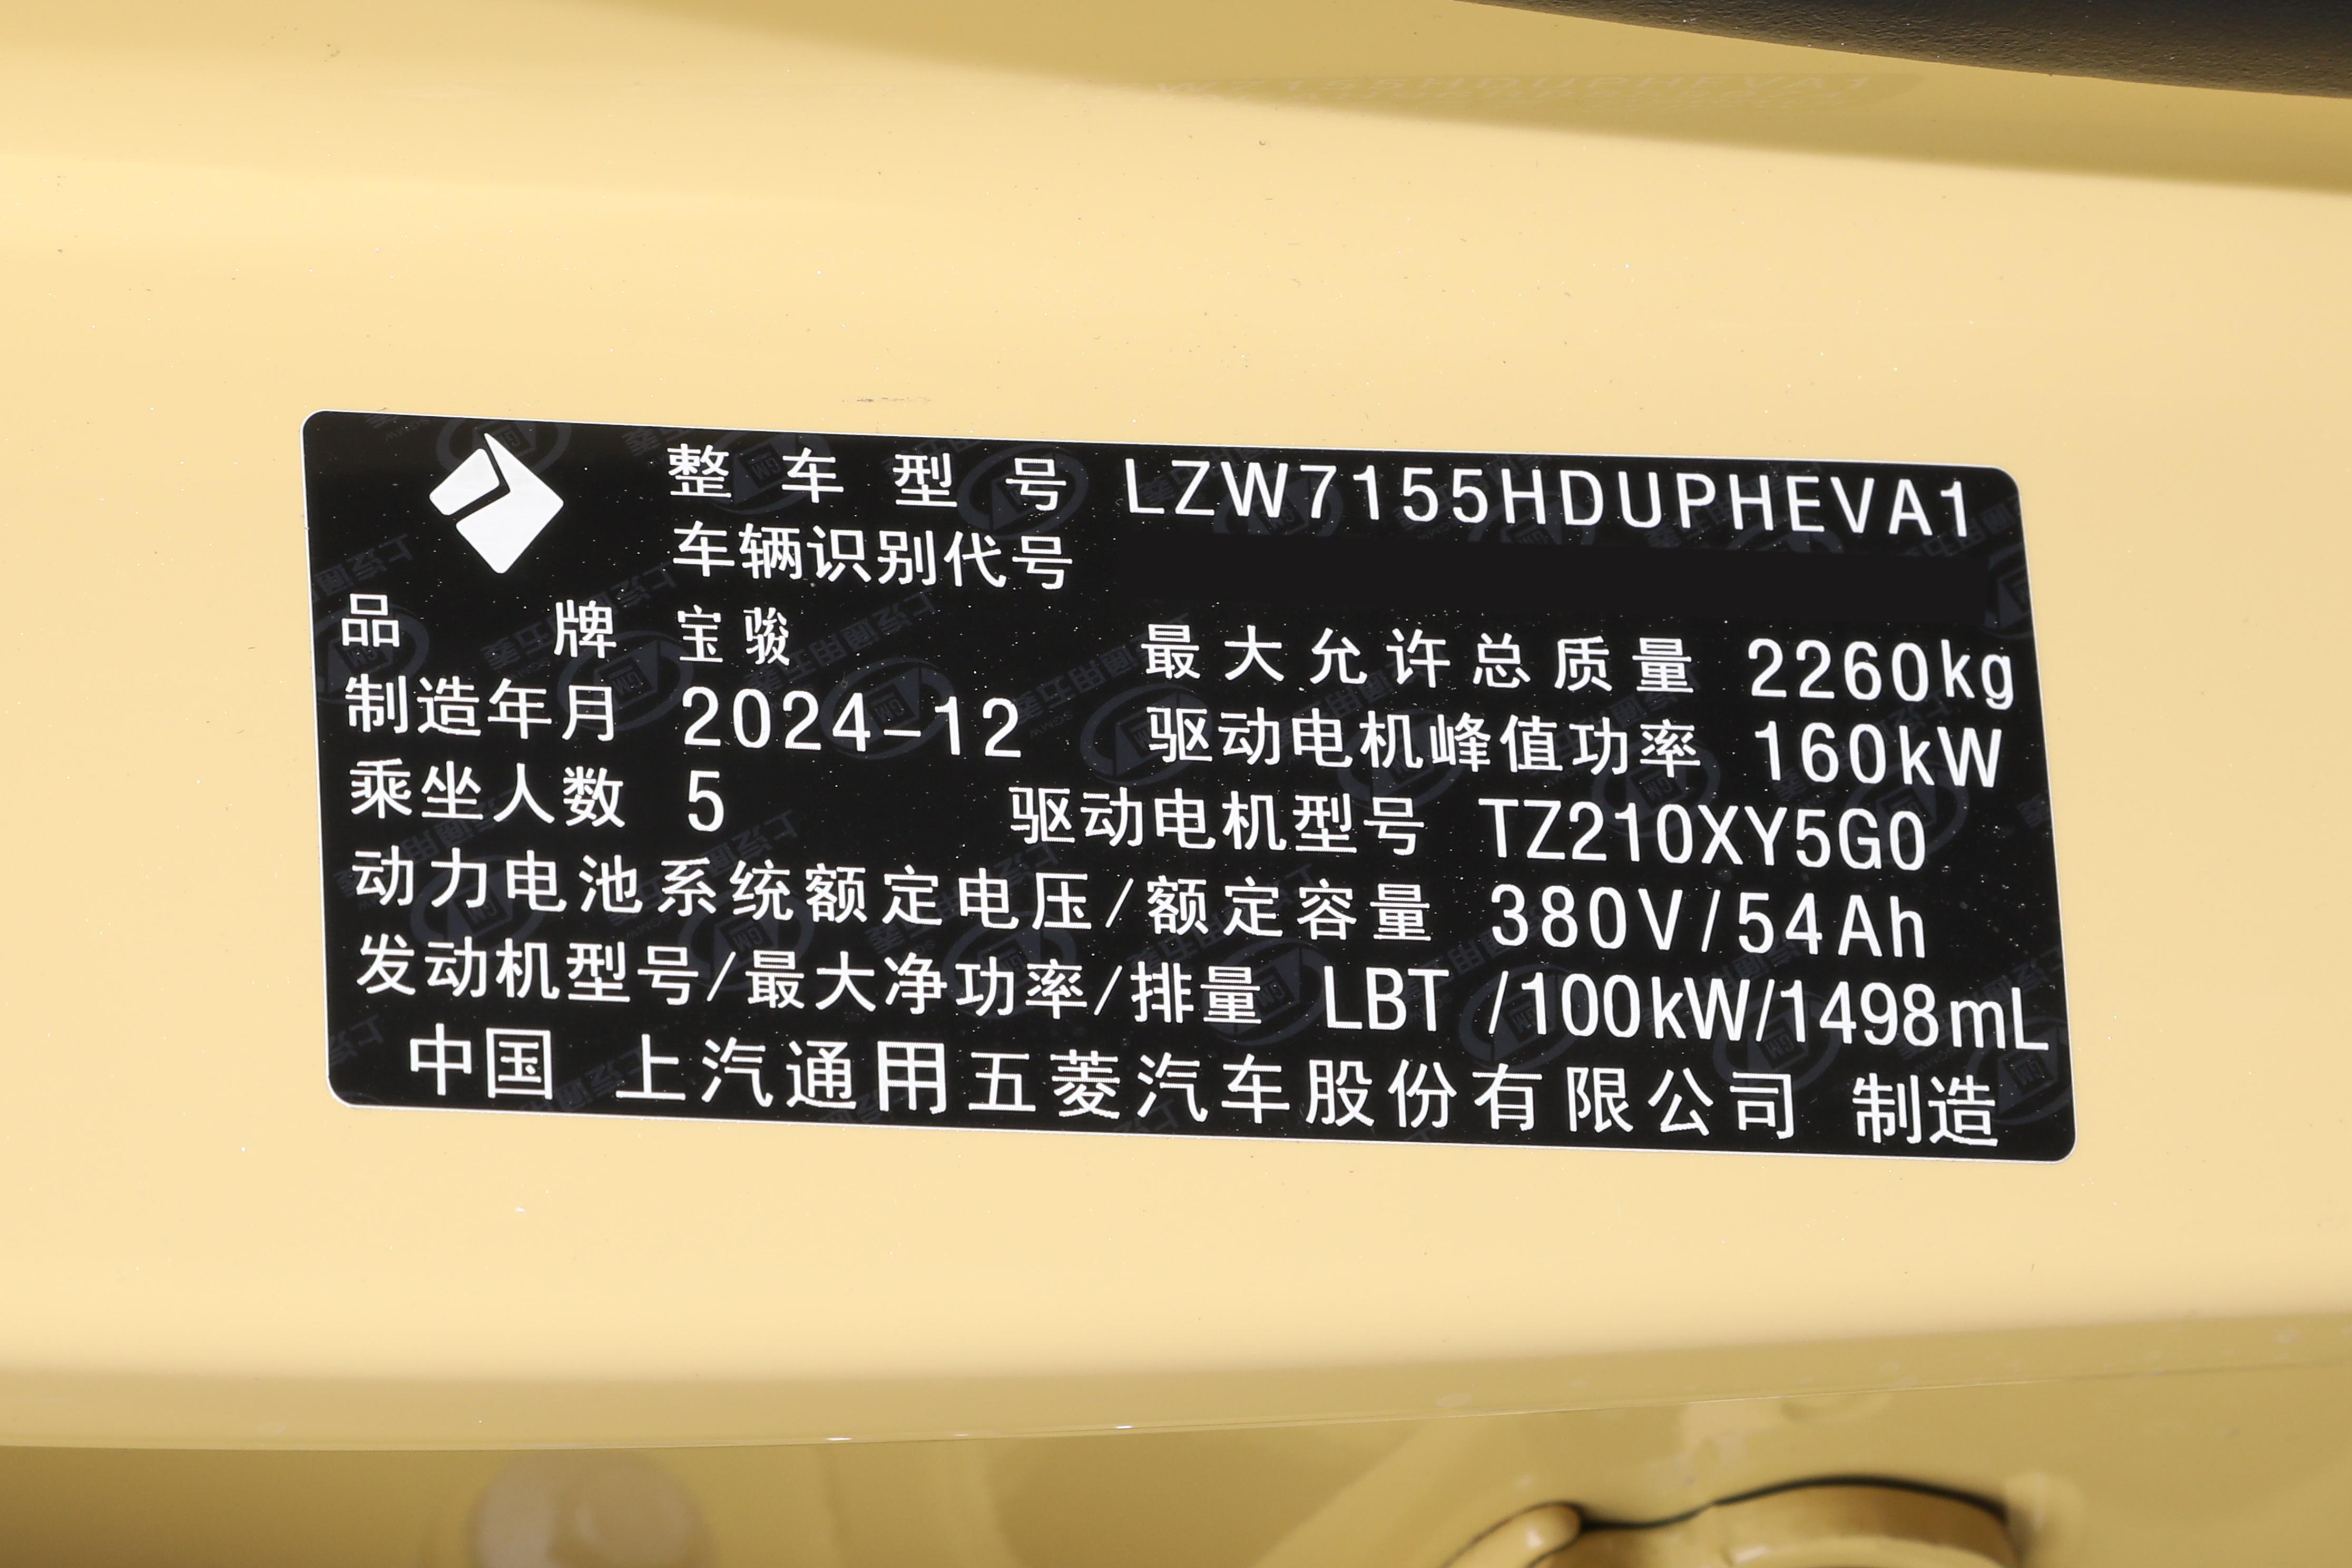 整车型号 LZW7155HDUPHEVA1
车辆识别代号
品牌 宝骏 最大允许总质量 2260kg
制造年月 2024-12 驱动电机峰值功率 160kW
乘坐人数 5 驱动电机型号 TZ210XY5G0
动力电池系统额定电压/额定容量 380V/54Ah
发动机型号/最大净功率/排量 LBT /100kW/1498mL
中国 上汽通用五菱汽车股份有限公司 制造